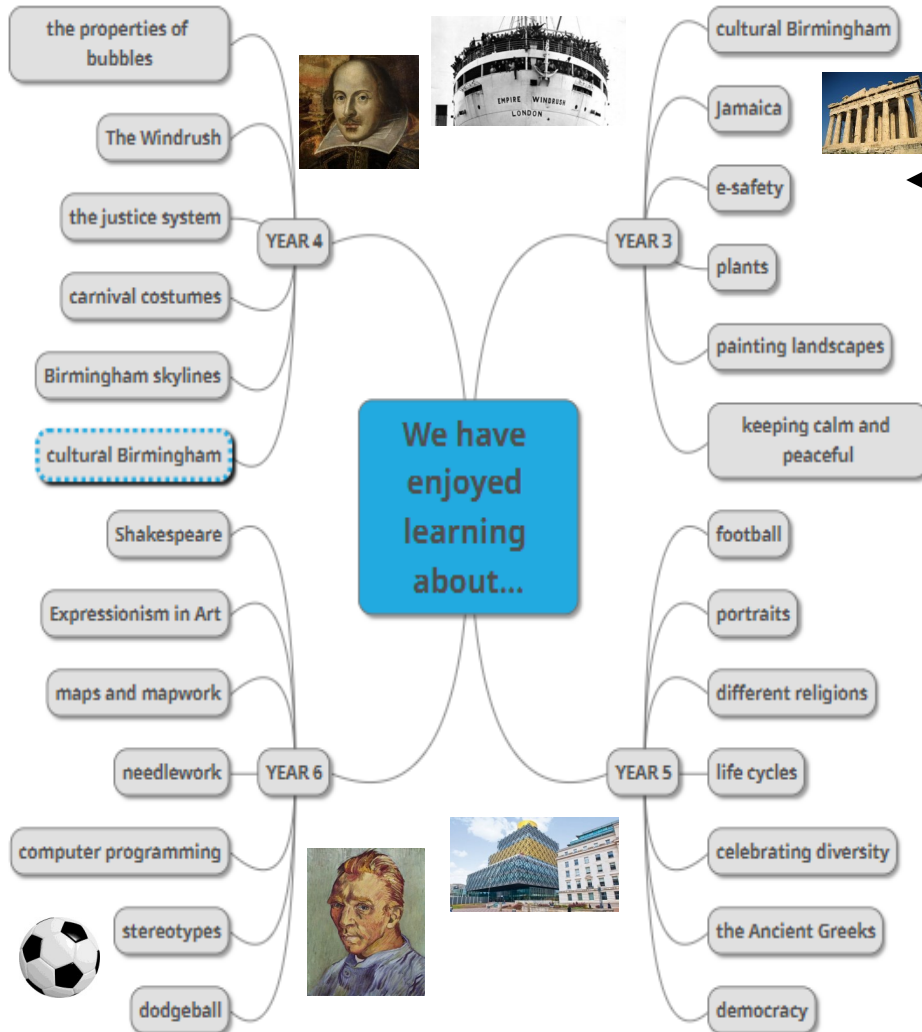 the properties of
bubbles
The Windrush
the justice system
YEAR 4
carnival costumes
Birmingham skylines
cultural Birmingham
EMPIRE WINDRUSH
LONDON
cultural Birmingham
Jamaica
e-safety
YEAR 3
plants
painting landscapes
keeping calm and
peaceful
We have
enjoyed
learning
about...
Shakespeare
Expressionism in Art
maps and mapwork
needlework
YEAR 6
computer programming
stereotypes
dodgeball
football
portraits
different religions
YEAR 5
life cycles
celebrating diversity
the Ancient Greeks
democracy